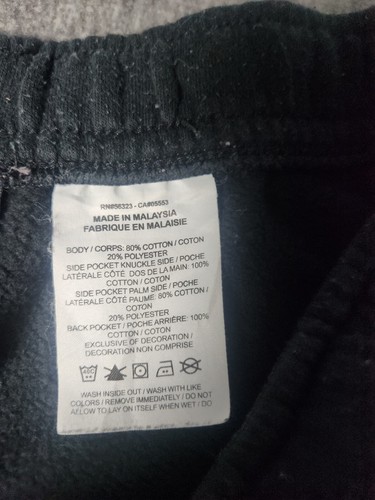 RN#56323 - CA#05553
MADE IN MALAYSIA
FABRIQUE EN MALAISIE
BODY / CORPS: 80% COTTON / COTON
20% POLYESTER
SIDE POCKET KNUCKLE SIDE / POCHE
LATÉRALE CÔTÉ DOS DE LA MAIN: 100%
COTTON / COTON
SIDE POCKET PALM SIDE / POCHE
LATÉRALE CÔTÉ PAUME: 80% COTTON /
COTON
20% POLYESTER
BACK POCKET / POCHE ARRIÈRE: 100%
COTTON / COTON
EXCLUSIVE OF DECORATION /
DECORATION NON COMPRISE
WASH INSIDE OUT / WASH WITH LIKE
COLORS / REMOVE IMMEDIATELY / DO NOT
ALLOW TO LAY ON ITSELF WHEN WET / DO